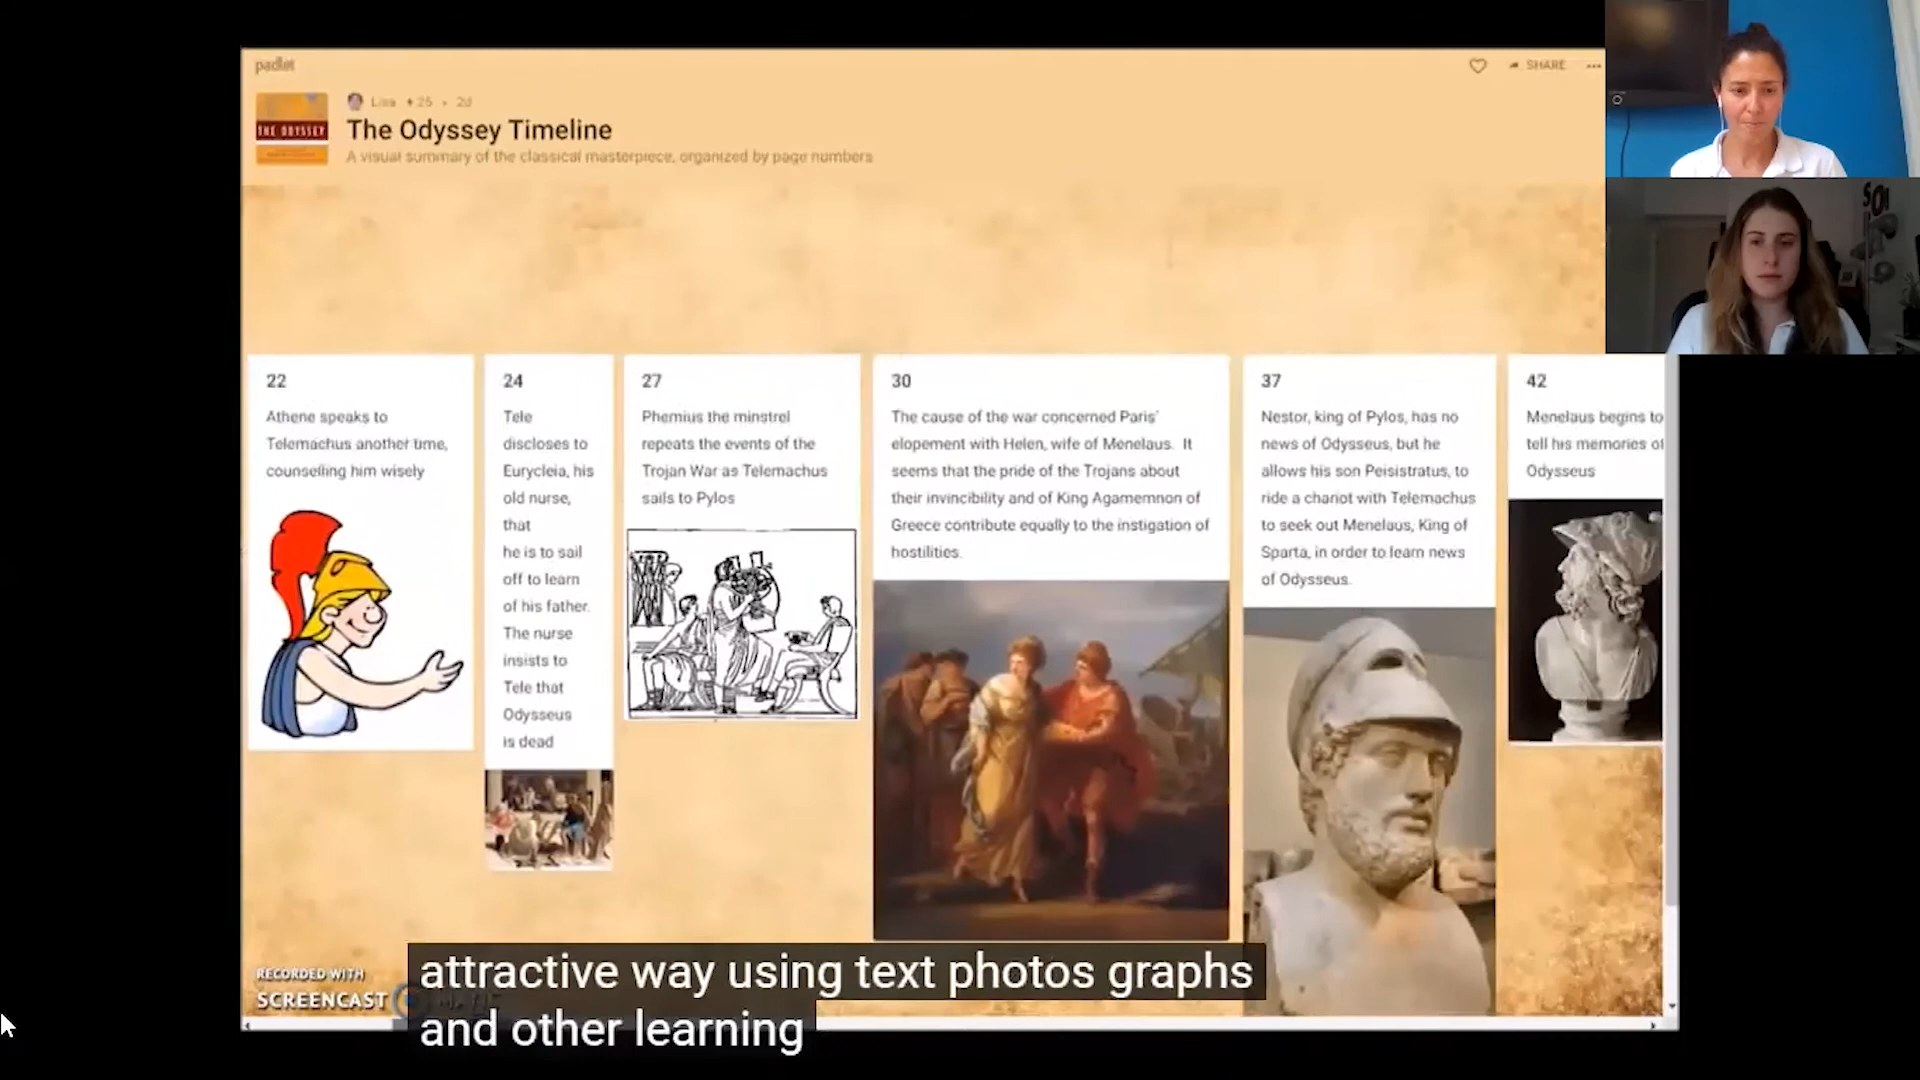 padlet
SHARE
Lisa + 25 • 2d
THE ODYSSEY
The Odyssey Timeline
A visual summary of the classical masterpiece, organized by page numbers
22
Athene speaks to
Telemachus another time,
counselling him wisely
24
Tele
discloses to
Eurycleia, his
old nurse,
that
he is to sail
off to learn
of his father.
The nurse
insists to
Tele that
Odysseus
is dead
27
Phemius the minstrel
repeats the events of the
Trojan War as Telemachus
sails to Pylos
30
The cause of the war concerned Paris'
elopement with Helen, wife of Menelaus. It
seems that the pride of the Trojans about
their invincibility and of King Agamemnon of
Greece contribute equally to the instigation of
hostilities.
37
Nestor, king of Pylos, has no
news of Odysseus, but he
allows his son Peisistratus, to
ride a chariot with Telemachus
to seek out Menelaus, King of
Sparta, in order to learn news
of Odysseus.
42
Menelaus begins to
tell his memories of
Odysseus
RECORDED WITH
SCREENCAST
attractive way using text photos graphs
and other learning